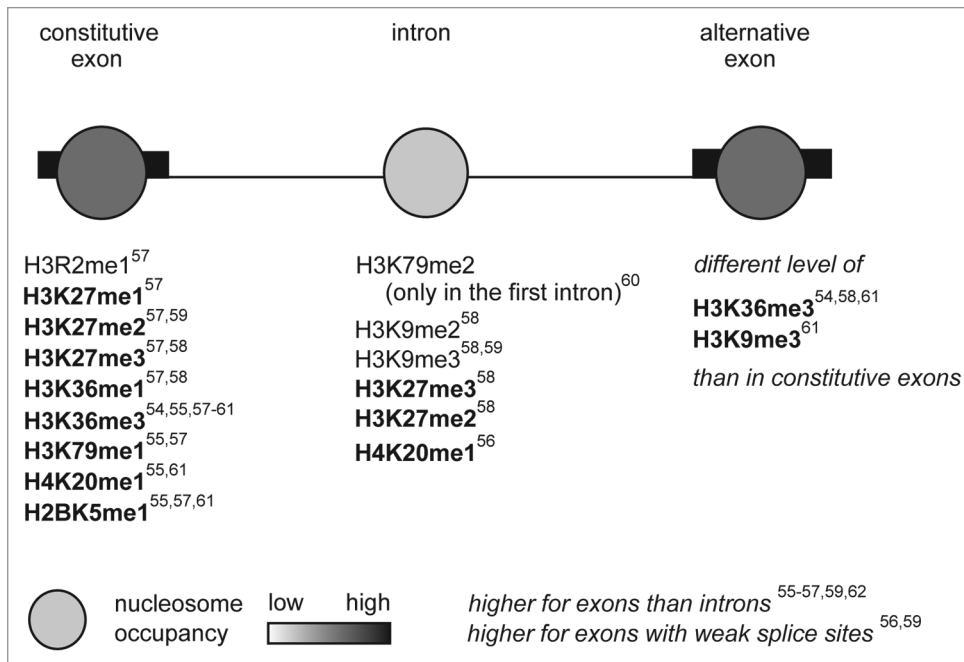 constitutive
exon
intron
alternative
exon
H3R2me157
H3K27me157
H3K27me257,59
H3K27me357,58
H3K36me157,58
H3K36me354,55,57-61
H3K79me155,57
H4K20me155,61
H2BK5me155,57,61
H3K79me2
(only in the first intron)60
H3K9me258
H3K9me358,59
H3K27me358
H3K27me258
H4K20me156
different level of
H3K36me354,58,61
H3K9me361
than in constitutive exons
nucleosome
occupancy
low high
higher for exons than introns 55-57,59,62
higher for exons with weak splice sites 56,59